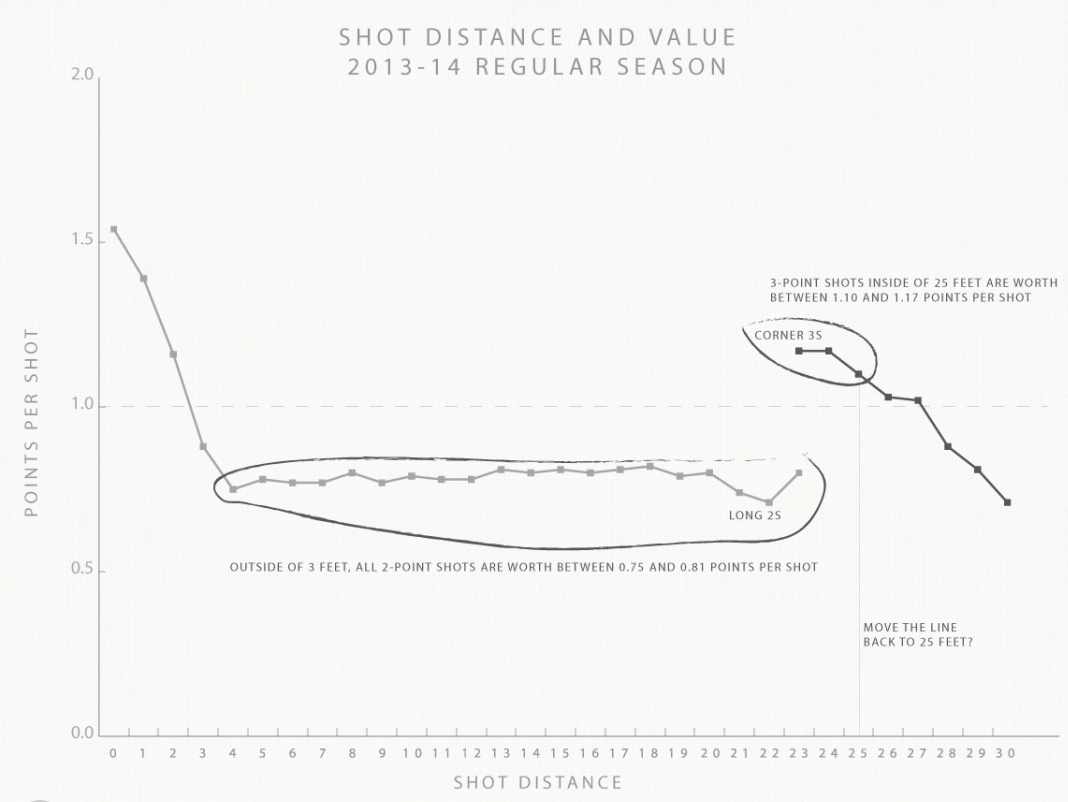 SHOT DISTANCE AND VALUE
2013-14 REGULAR SEASON
2.0
1.5
1.0
0.5
0.0
POINTS PER SHOT
3-POINT SHOTS INSIDE OF 25 FEET ARE WORTH
BETWEEN 1.10 AND 1.17 POINTS PER SHOT
CORNER 3S
LONG 2S
OUTSIDE OF 3 FEET, ALL 2-POINT SHOTS ARE WORTH BETWEEN 0.75 AND 0.81 POINTS PER SHOT
MOVE THE LINE
BACK TO 25 FEET?
0 1 2 3 4 5 6 7 8 9 10 11 12 13 14 15 16 17 18 19 20 21 22 23 24 25 26 27 28 29 30
SHOT DISTANCE